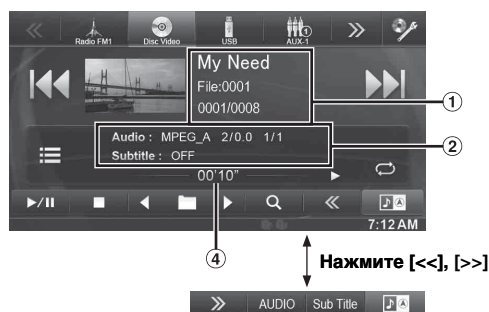 Radio FM1 Disc Video USB AUX-1
My Need
File:0001
0001/0008
1
Audio : MPEG_A 2/0.0 1/1
2
Subtitle : OFF
00'10"
7:12 AM
4
Нажмите [<<], [>>]
AUDIO Sub Title